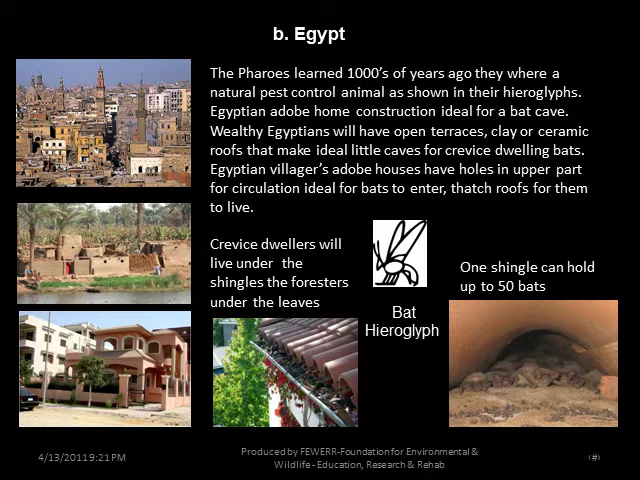 b. Egypt
The Pharoes learned 1000's of years ago they where a
natural pest control animal as shown in their hieroglyphs.
Egyptian adobe home construction ideal for a bat cave.
Wealthy Egyptians will have open terraces, clay or ceramic
roofs that make ideal little caves for crevice dwelling bats.
Egyptian villager's adobe houses have holes in upper part
for circulation ideal for bats to enter, thatch roofs for them
to live.
Crevice dwellers will
live under the
shingles the foresters
under the leaves
One shingle can hold
up to 50 bats
Bat
Hieroglyph
4/13/2011 9:21 PM
Produced by FEWERR-Foundation for Environmental &
Wildlife - Education, Research & Rehab
‹#›